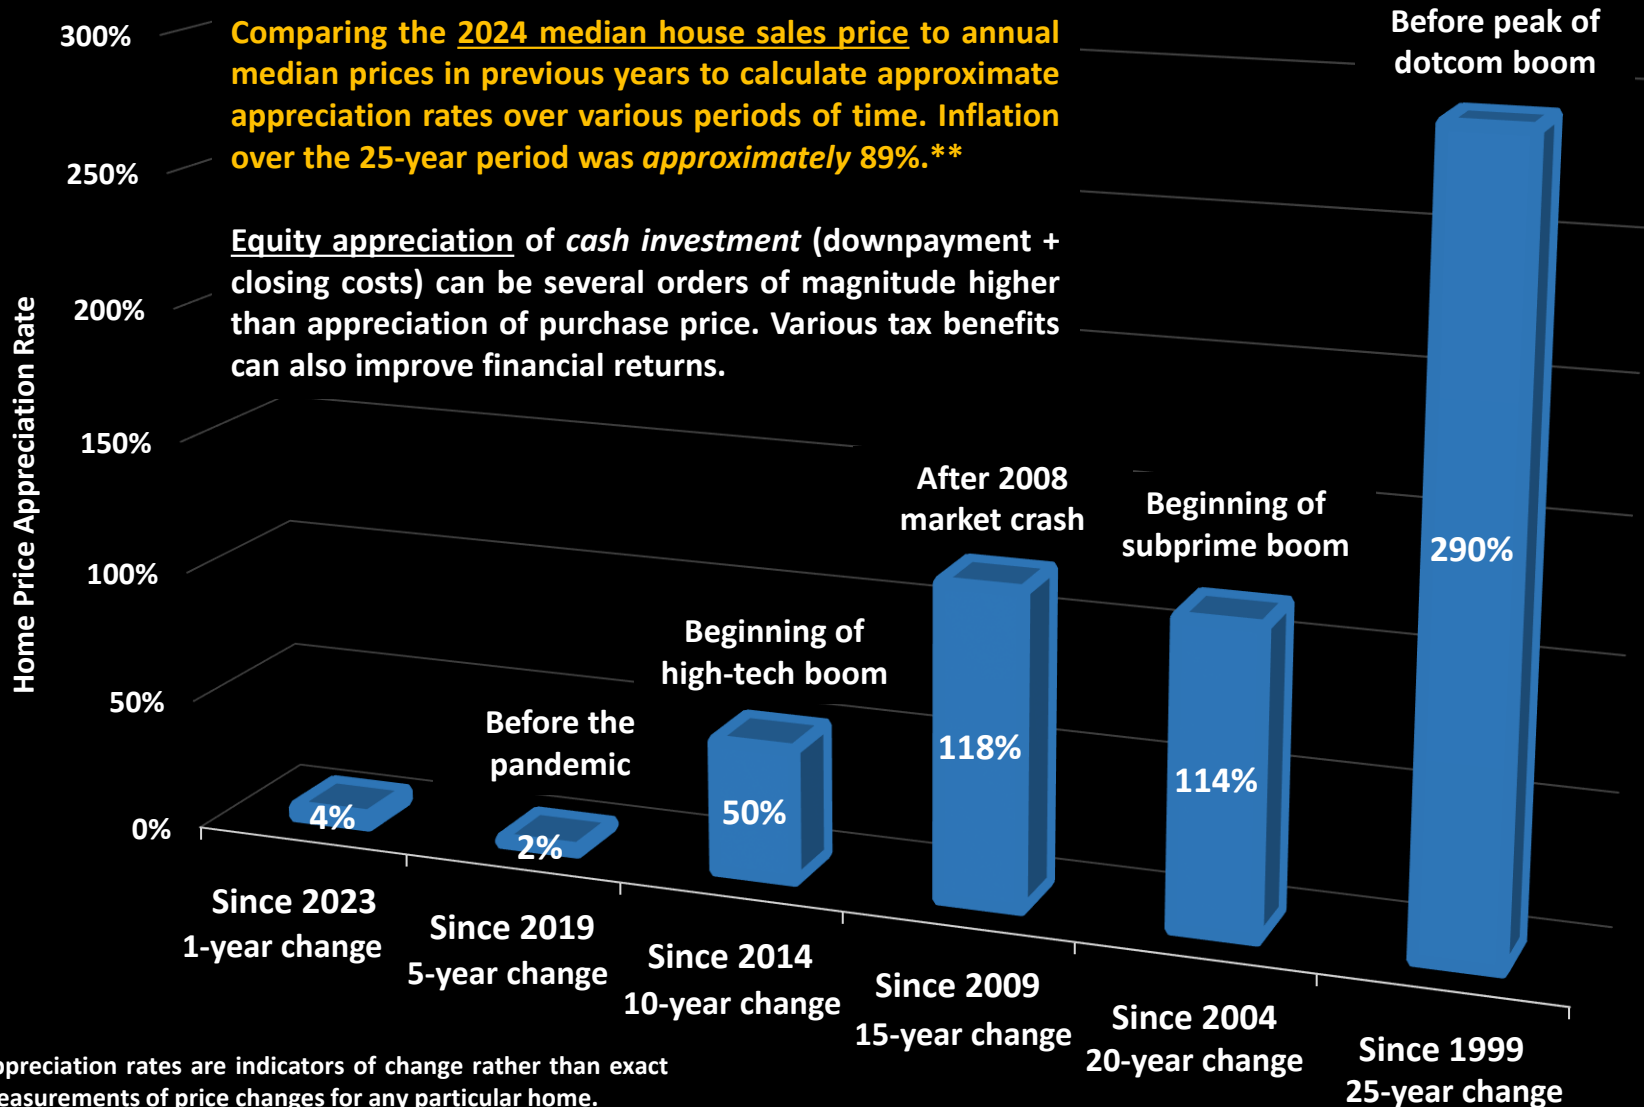 300%
250%
200%
150%
100%
50%
0%
Home Price Appreciation Rate
Comparing the 2024 median house sales price to annual
median prices in previous years to calculate approximate
appreciation rates over various periods of time. Inflation
over the 25-year period was approximately 89%.**
Equity appreciation of cash investment (downpayment +
closing costs) can be several orders of magnitude higher
than appreciation of purchase price. Various tax benefits
can also improve financial returns.
Before peak of
dotcom boom
After 2008
market crash
Beginning of
subprime boom
Beginning of
high-tech boom
Before the
pandemic
4%
2%
50%
118%
114%
290%
Since 2023
1-year change
Since 2019
5-year change
Since 2014
10-year change
Since 2009
15-year change
Since 2004
20-year change
Since 1999
25-year change
ppreciation rates are indicators of change rather than exact
easurements of price changes for any particular home.